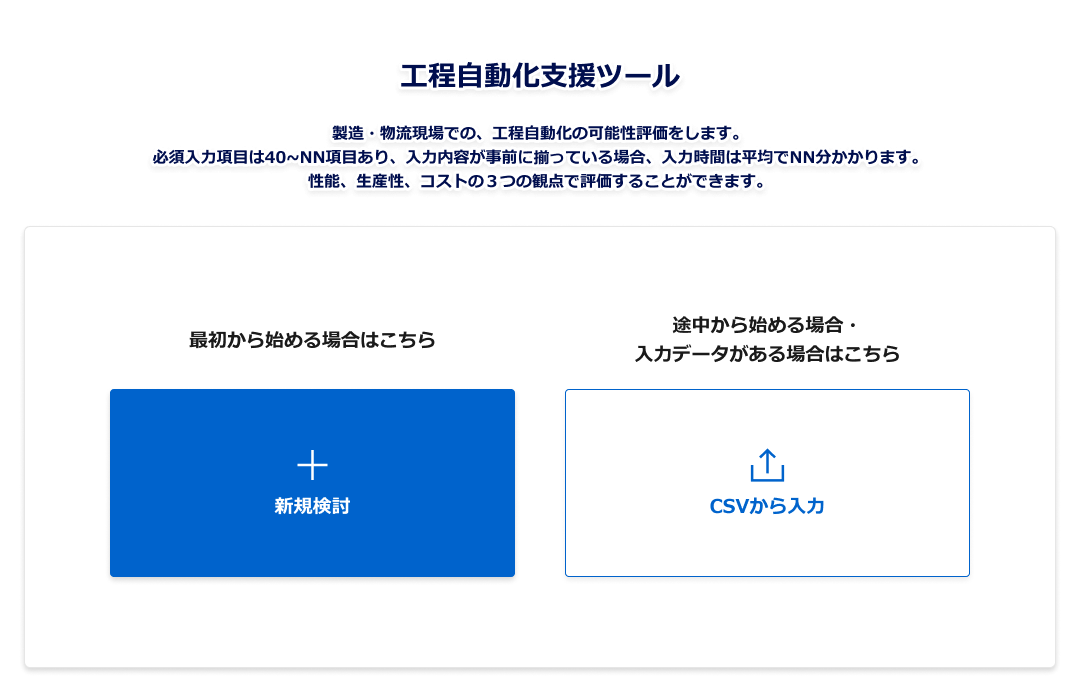 工程自動化支援ツール
製造・物流現場での、工程自動化の可能性評価をします。
必須入力項目は40~NN項目あり、入力内容が事前に揃っている場合、入力時間は平均でNN分かかります。
性能、生産性、コストの３つの観点で評価することができます。
最初から始める場合はこちら
途中から始める場合・
入力データがある場合はこちら
新規検討
CSVから入力